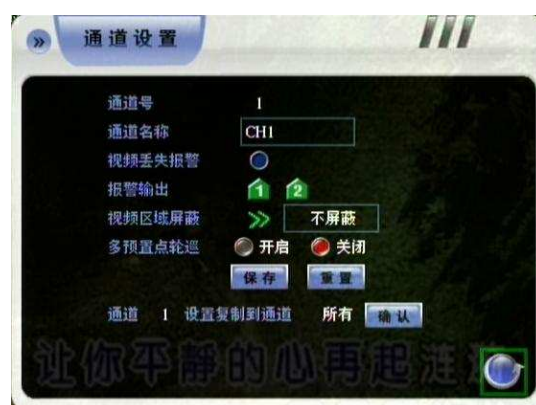 通道设置
通道号 1
通道名称 CH1
视频丢失报警
报警输出 1 2
视频区域屏蔽 不屏蔽
多预置点轮巡 开启 关闭
保存 重置
通道 1 设置复制到通道 所有 确认
让你平静的心再起涟